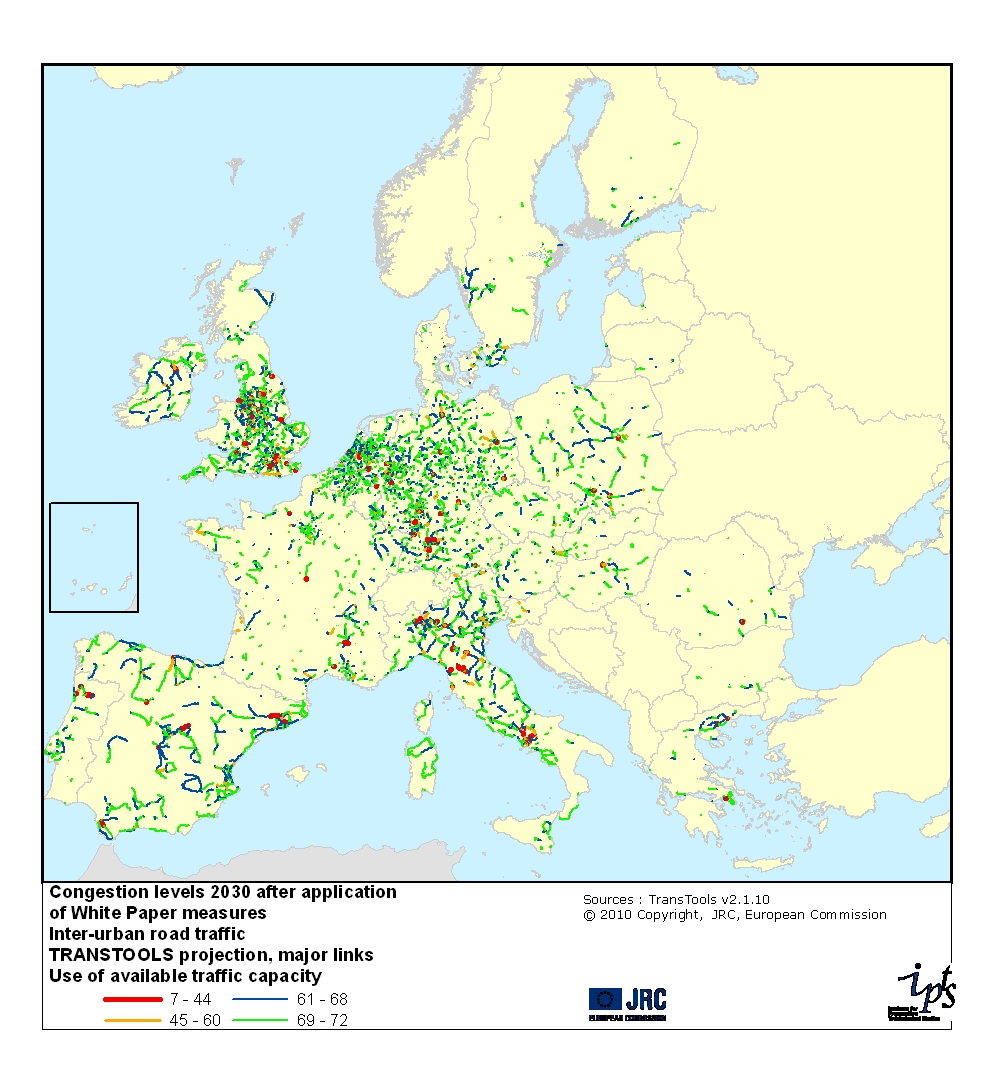 Congestion levels 2030 after application
of White Paper measures
Inter-urban road traffic
TRANSTOOLS projection, major links
Use of available traffic capacity
7 - 44
61 - 68
45 - 60
69 - 72
Sources : TransTools v2.1.10
© 2010 Copyright, JRC, European Commission
JRC
EUROPEAN COMMISSION
ipts